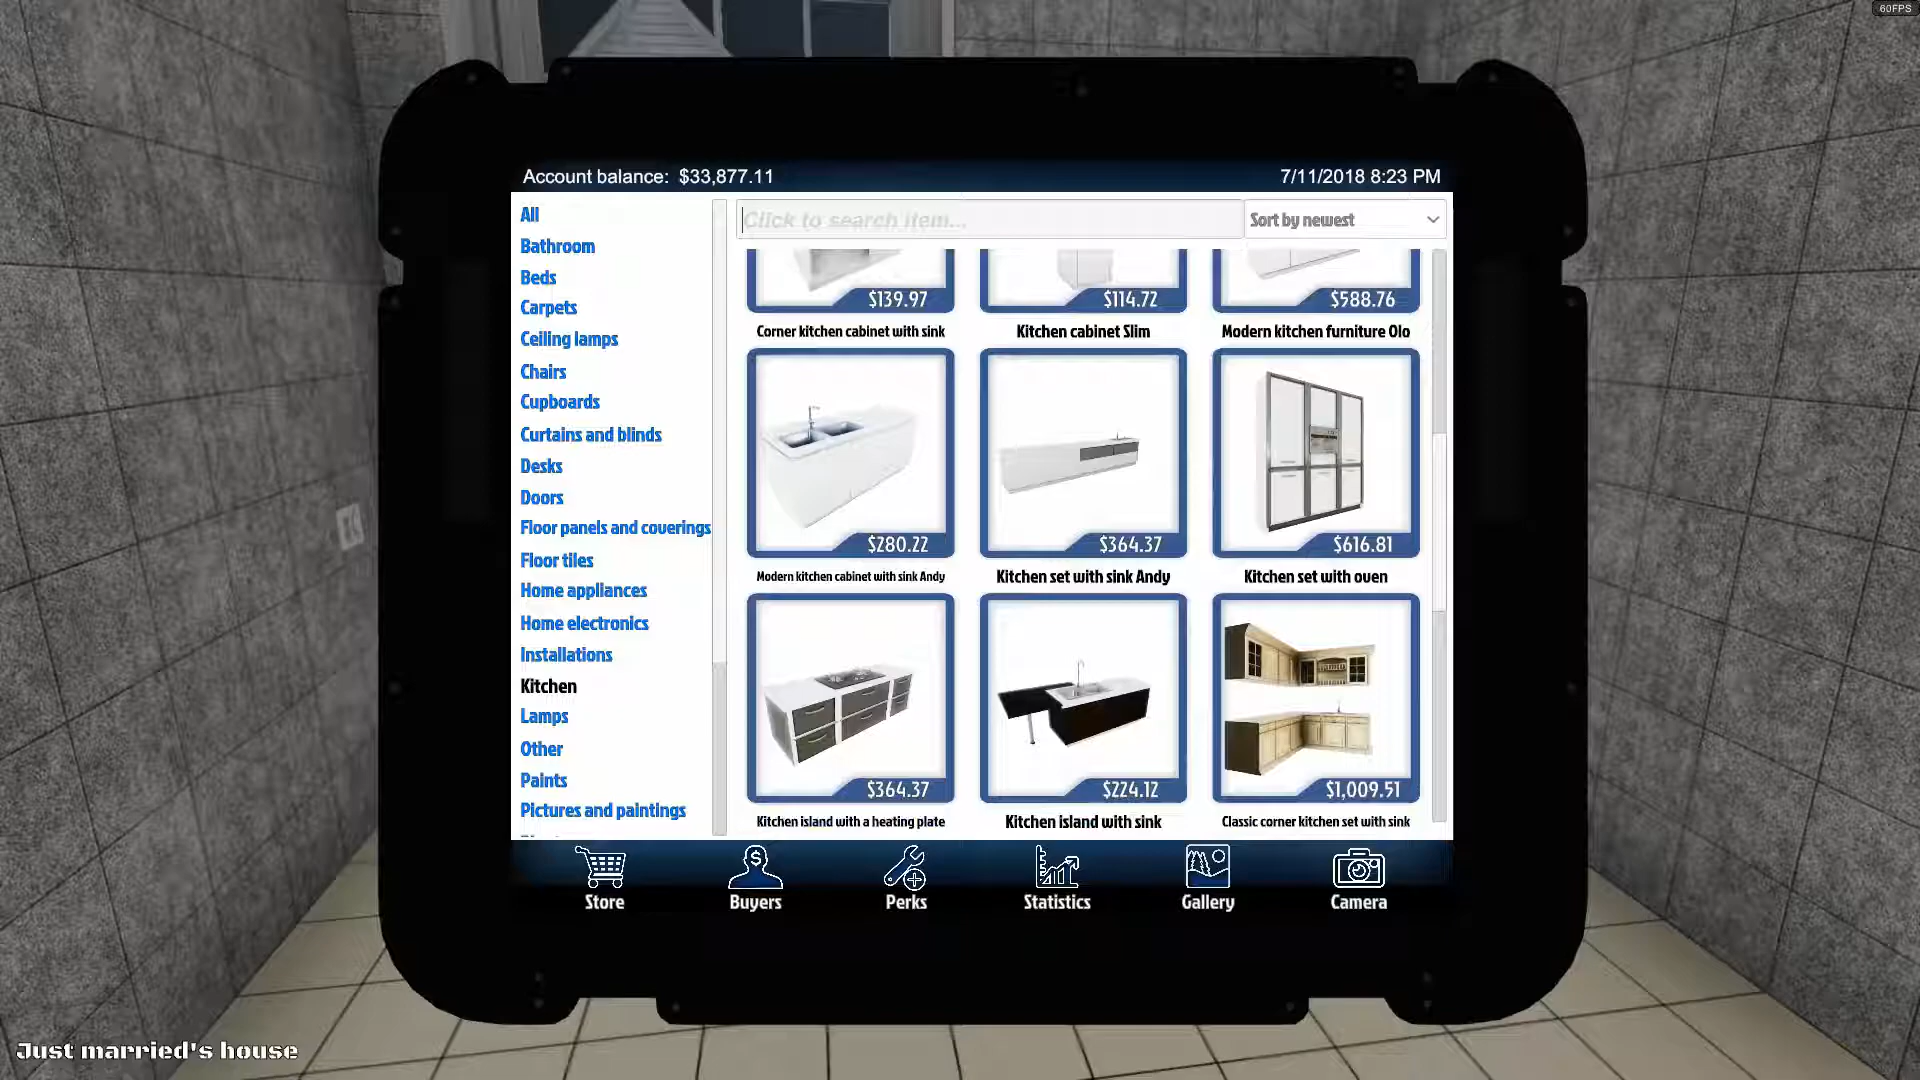 60FPS
Account balance: $33,877.11
7/11/2018 8:23 PM
All
Bathroom
Beds
Carpets
Ceiling lamps
Chairs
Cupboards
Curtains and blinds
Desks
Doors
Floor panels and coverings
Floor tiles
Home appliances
Home electronics
Installations
Kitchen
Lamps
Other
Paints
Pictures and paintings
Click to search item...
Sort by newest
$139.97
$114.72
$588.76
Corner kitchen cabinet with sink
Kitchen cabinet Slim
Modern kitchen furniture Olo
$280.22
$364.37
$616.81
Modern kitchen cabinet with sink Andy
Kitchen set with sink Andy
Kitchen set with oven
$364.37
$224.12
$1,009.51
Kitchen island with a heating plate
Kitchen island with sink
Classic corner kitchen set with sink
Store
Buyers
Perks
Statistics
Gallery
Camera
Just married's house